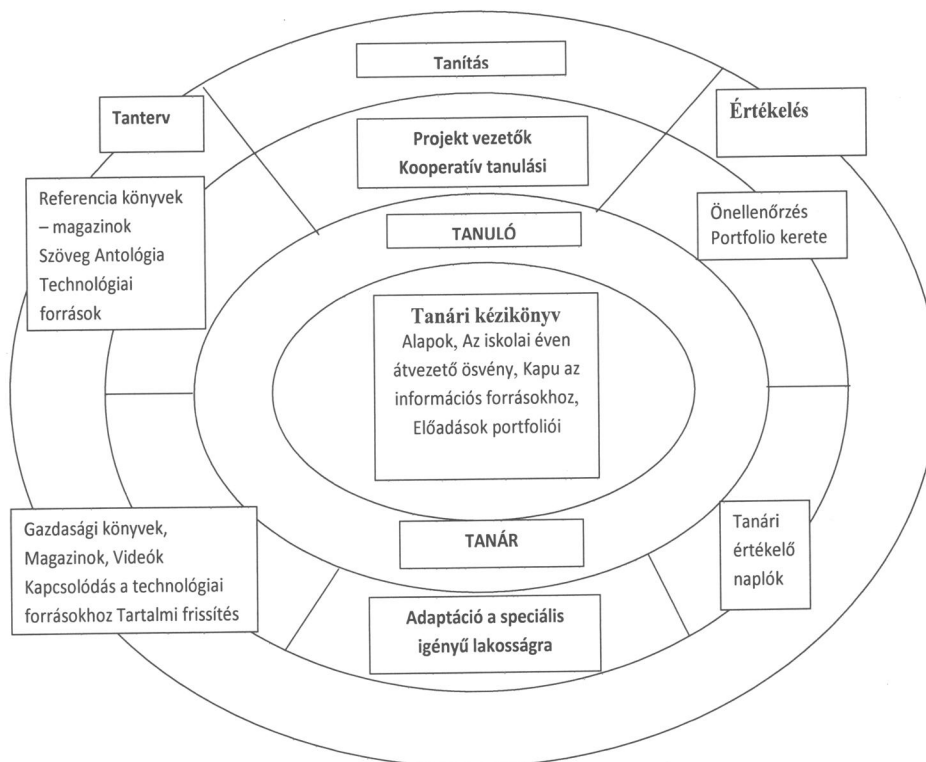 Tanítás
Tanterv
Értékelés
Projekt vezetők
Kooperatív tanulási
Referencia könyvek
– magazinok
Szöveg Antológia
Technológiai
források
Önellenőrzés
Portfolio kerete
TANULÓ
Tanári kézikönyv
Alapok, Az iskolai éven
átvezető ösvény, Kapu az
információs forrásokhoz,
Előadások portfoliói
Gazdasági könyvek,
Magazinok, Videók
Kapcsolódás a technológiai
forrásokhoz Tartalmi frissítés
TANÁR
Tanári
értékelő
naplók
Adaptáció a speciális
igényű lakosságra